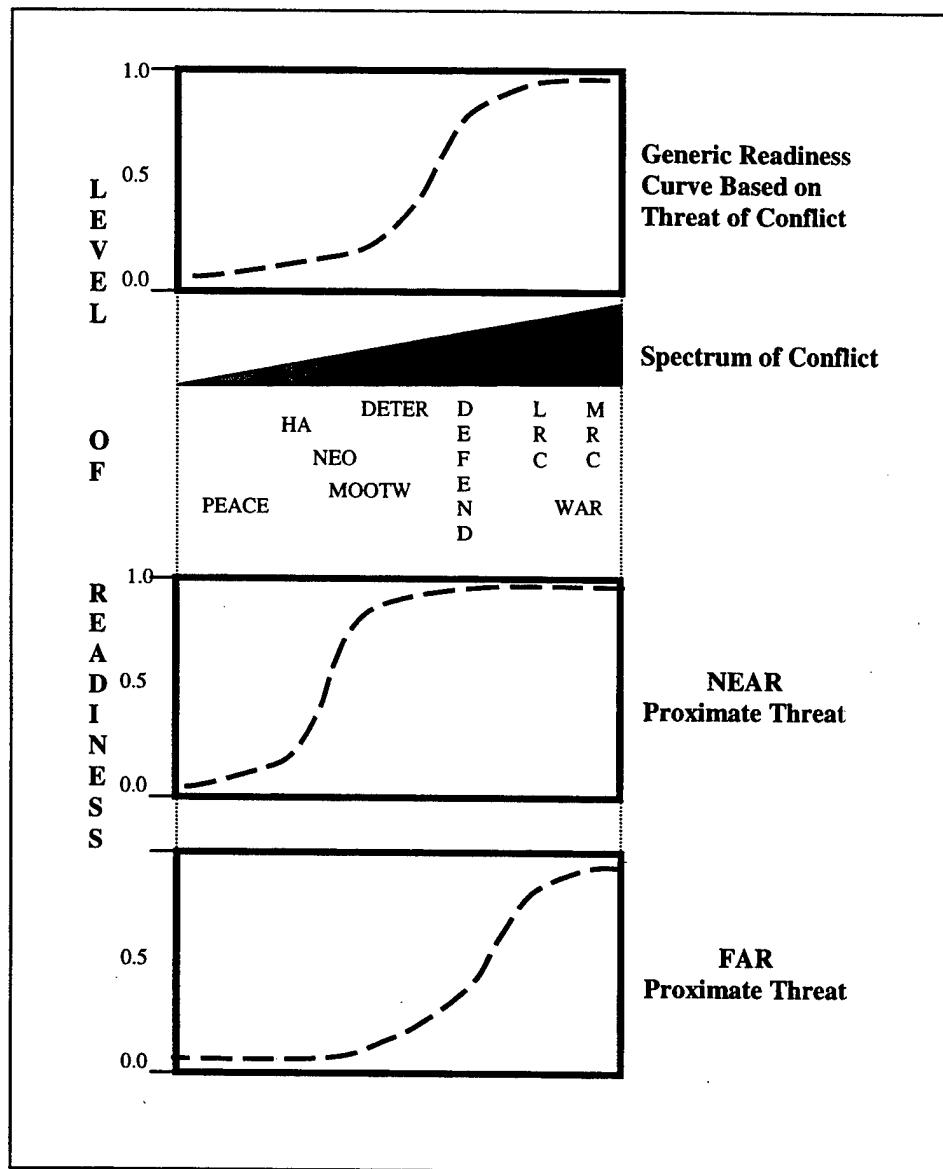 1.0
0.5
0.0
Generic Readiness
Curve Based on
Threat of Conflict
LEVEL
OF
READINESS
Spectrum of Conflict
DETER
HA
NEO
MOOTW
PEACE
DEFEND
LRC
MRC
WAR
1.0
0.5
0.0
NEAR
Proximate Threat
0.5
0.0
FAR
Proximate Threat